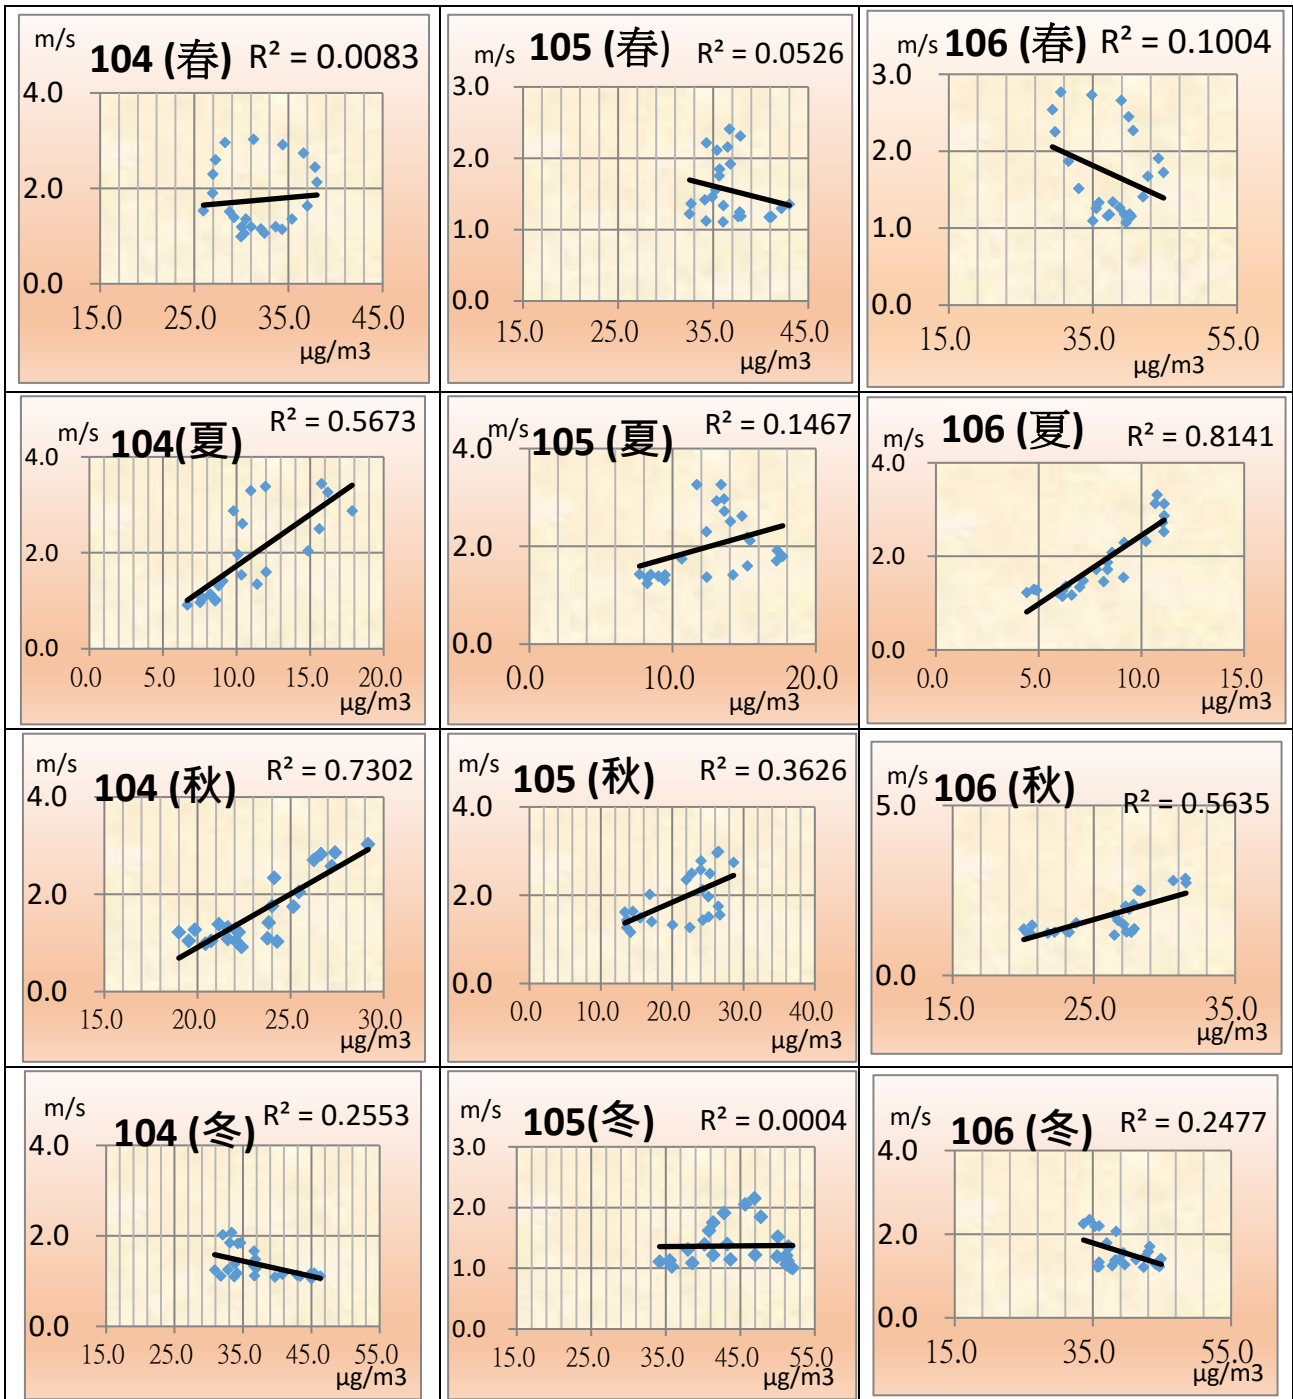 m/s 104 (春) R² = 0.0083
4.0
2.0
0.0
15.0 25.0 35.0 45.0
µg/m3
m/s 105 (春) R² = 0.0526
3.0
2.0
1.0
0.0
15.0 25.0 35.0 45.0
µg/m3
m/s 106 (春) R² = 0.1004
3.0
2.0
1.0
0.0
15.0 35.0 55.0
µg/m3
m/s 104(夏) R² = 0.5673
4.0
2.0
0.0
0.0 5.0 10.0 15.0 20.0
µg/m3
m/s 105 (夏) R² = 0.1467
4.0
2.0
0.0
0.0 10.0 20.0
µg/m3
m/s 106 (夏) R² = 0.8141
4.0
2.0
0.0
0.0 5.0 10.0 15.0
µg/m3
m/s 104 (秋) R² = 0.7302
4.0
2.0
0.0
15.0 20.0 25.0 30.0
µg/m3
m/s 105 (秋) R² = 0.3626
4.0
2.0
0.0
0.0 10.0 20.0 30.0 40.0
µg/m3
m/s 106 (秋) R² = 0.5635
5.0
0.0
15.0 25.0 35.0
µg/m3
m/s 104 (冬) R² = 0.2553
4.0
2.0
0.0
15.0 25.0 35.0 45.0 55.0
µg/m3
m/s 105(冬) R² = 0.0004
3.0
2.0
1.0
0.0
15.0 25.0 35.0 45.0 55.0
µg/m3
m/s 106 (冬) R² = 0.2477
4.0
2.0
0.0
15.0 35.0 55.0
µg/m3